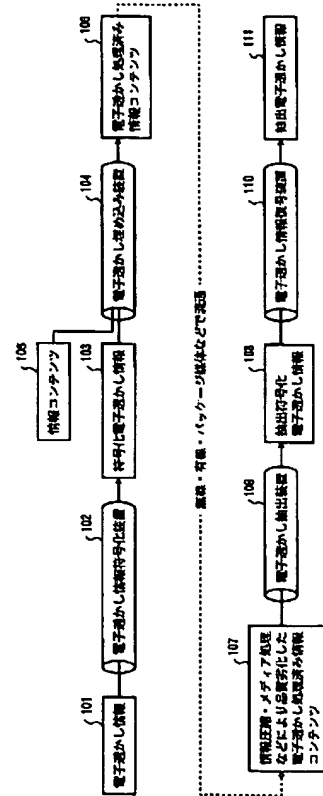 101
電子透かし情報
102
電子透かし情報符号化装置
103
符号化電子透かし情報
105
情報コンテンツ
104
電子透かし埋め込み装置
106
電子透かし処理済み
情報コンテンツ
無線・有線・パッケージ媒体などで流通
107
情報圧縮・メディア処理
などにより品質劣化した
電子透かし処理済み情報
コンテンツ
108
電子透かし抽出装置
109
抽出符号化
電子透かし情報
110
電子透かし情報復号装置
111
抽出電子透かし情報